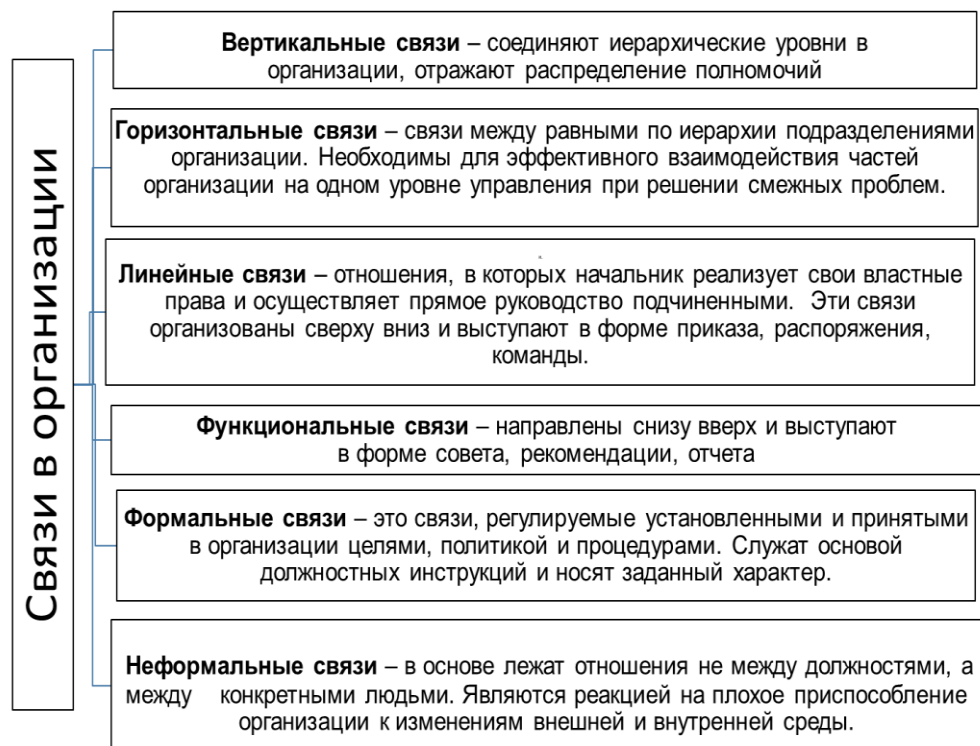 Связи в организации
Вертикальные связи – соединяют иерархические уровни в
организации, отражают распределение полномочий
Горизонтальные связи – связи между равными по иерархии подразделениями
организации. Необходимы для эффективного взаимодействия частей
организации на одном уровне управления при решении смежных проблем.
Линейные связи – отношения, в которых начальник реализует свои властные
права и осуществляет прямое руководство подчиненными. Эти связи
организованы сверху вниз и выступают в форме приказа, распоряжения,
команды.
Функциональные связи – направлены снизу вверх и выступают
в форме совета, рекомендации, отчета
Формальные связи – это связи, регулируемые установленными и принятыми
в организации целями, политикой и процедурами. Служат основой
должностных инструкций и носят заданный характер.
Неформальные связи – в основе лежат отношения не между должностями, а
между конкретными людьми. Являются реакцией на плохое приспособление
организации к изменениям внешней и внутренней среды.